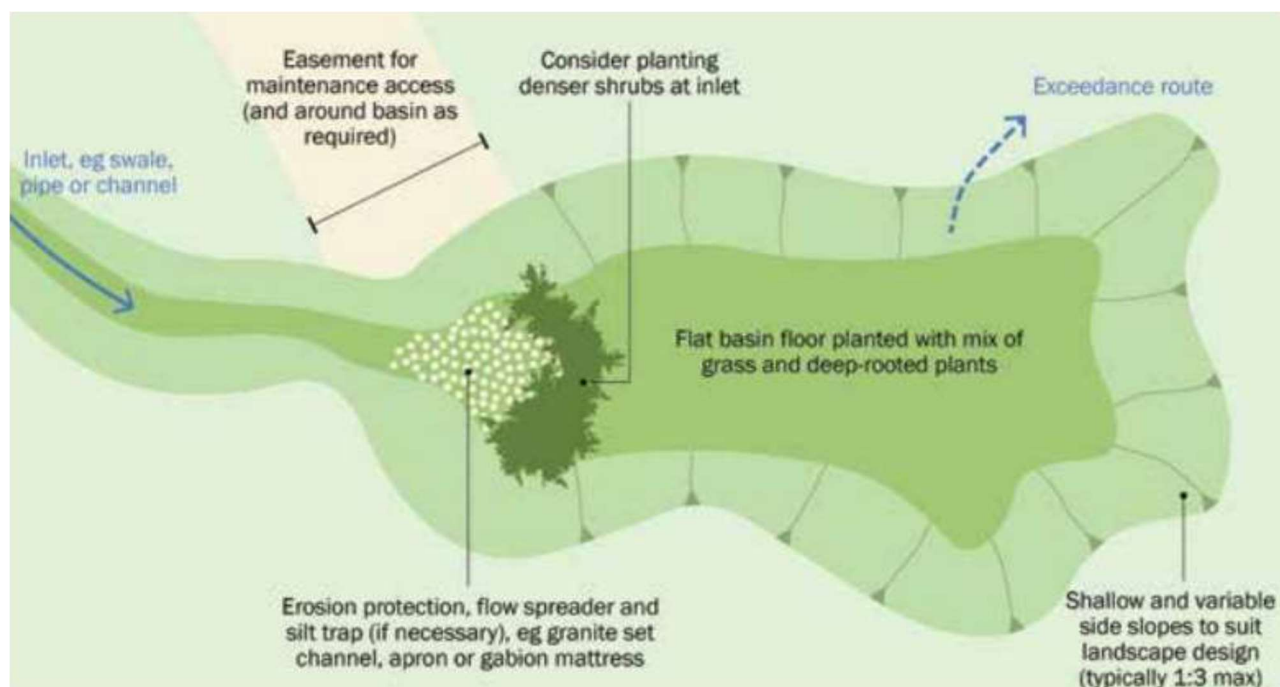 Easement for
maintenance access
(and around basin as
required)
Consider planting
denser shrubs at inlet
Exceedance route
Inlet, eg swale,
pipe or channel
Flat basin floor planted with mix of
grass and deep-rooted plants
Erosion protection, flow spreader and
silt trap (if necessary), eg granite set
channel, apron or gabion mattress
Shallow and variable
side slopes to suit
landscape design
(typically 1:3 max)